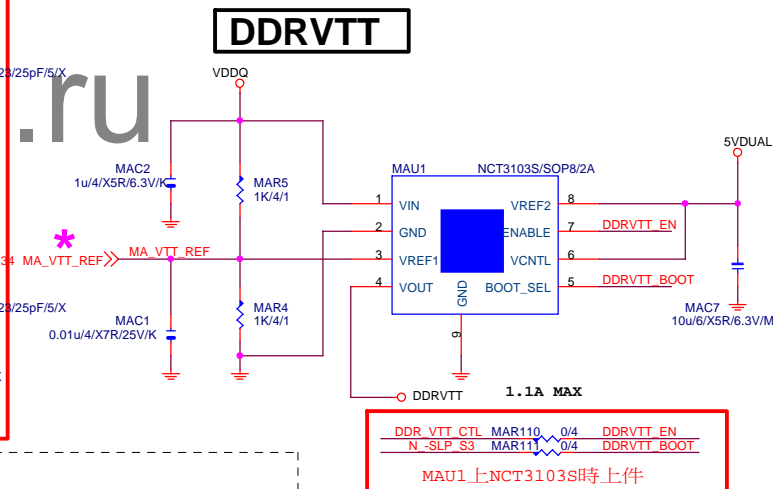 DDRVTT
23/25pF/5/X
.ru
VDDQ
5VDUAL
MAC2
1u/4/X5R/6.3V/K
MAR5
1K/4/1
MAU1
NCT3103S/SOP8/2A
1
VIN
VREF2
8
2
GND
ENABLE
7
DDRVTT_EN
3
VREF1
VCNTL
6
4
VOUT
BOOT_SEL
5
DDRVTT_BOOT
GND
9
*
34 MA_VTT_REF
MA_VTT_REF
23/25pF/5/X
MAC1
0.01u/4/X7R/25V/K
MAR4
1K/4/1
MAC7
10u/6/X5R/6.3V/M
DDRVTT
1.1A MAX
DDR_VTT_CTL MAR110 0/4 DDRVTT_EN
N_-SLP_S3 MAR111 0/4 DDRVTT_BOOT
MAU1上NCT3103S時上件